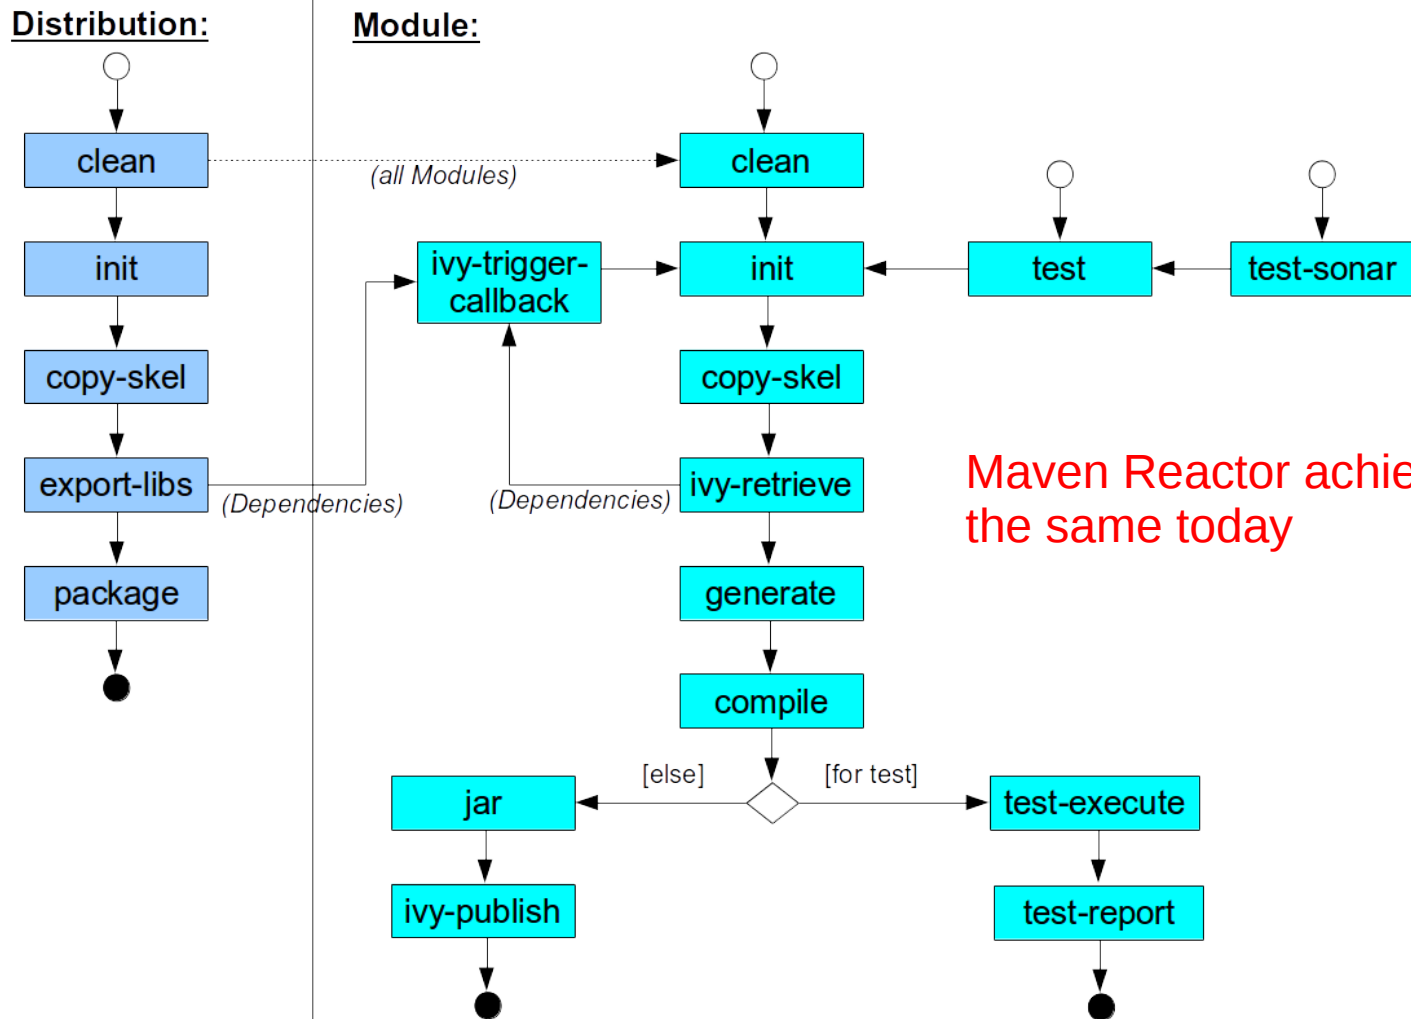 Distribution:
Module:
clean
(all Modules)
clean
init
ivy-trigger-
callback
init
test
test-sonar
copy-skel
copy-skel
export-libs
(Dependencies)
(Dependencies)
ivy-retrieve
Maven Reactor
the same today
package
generate
compile
[else]
[for test]
jar
test-execute
ivy-publish
test-report